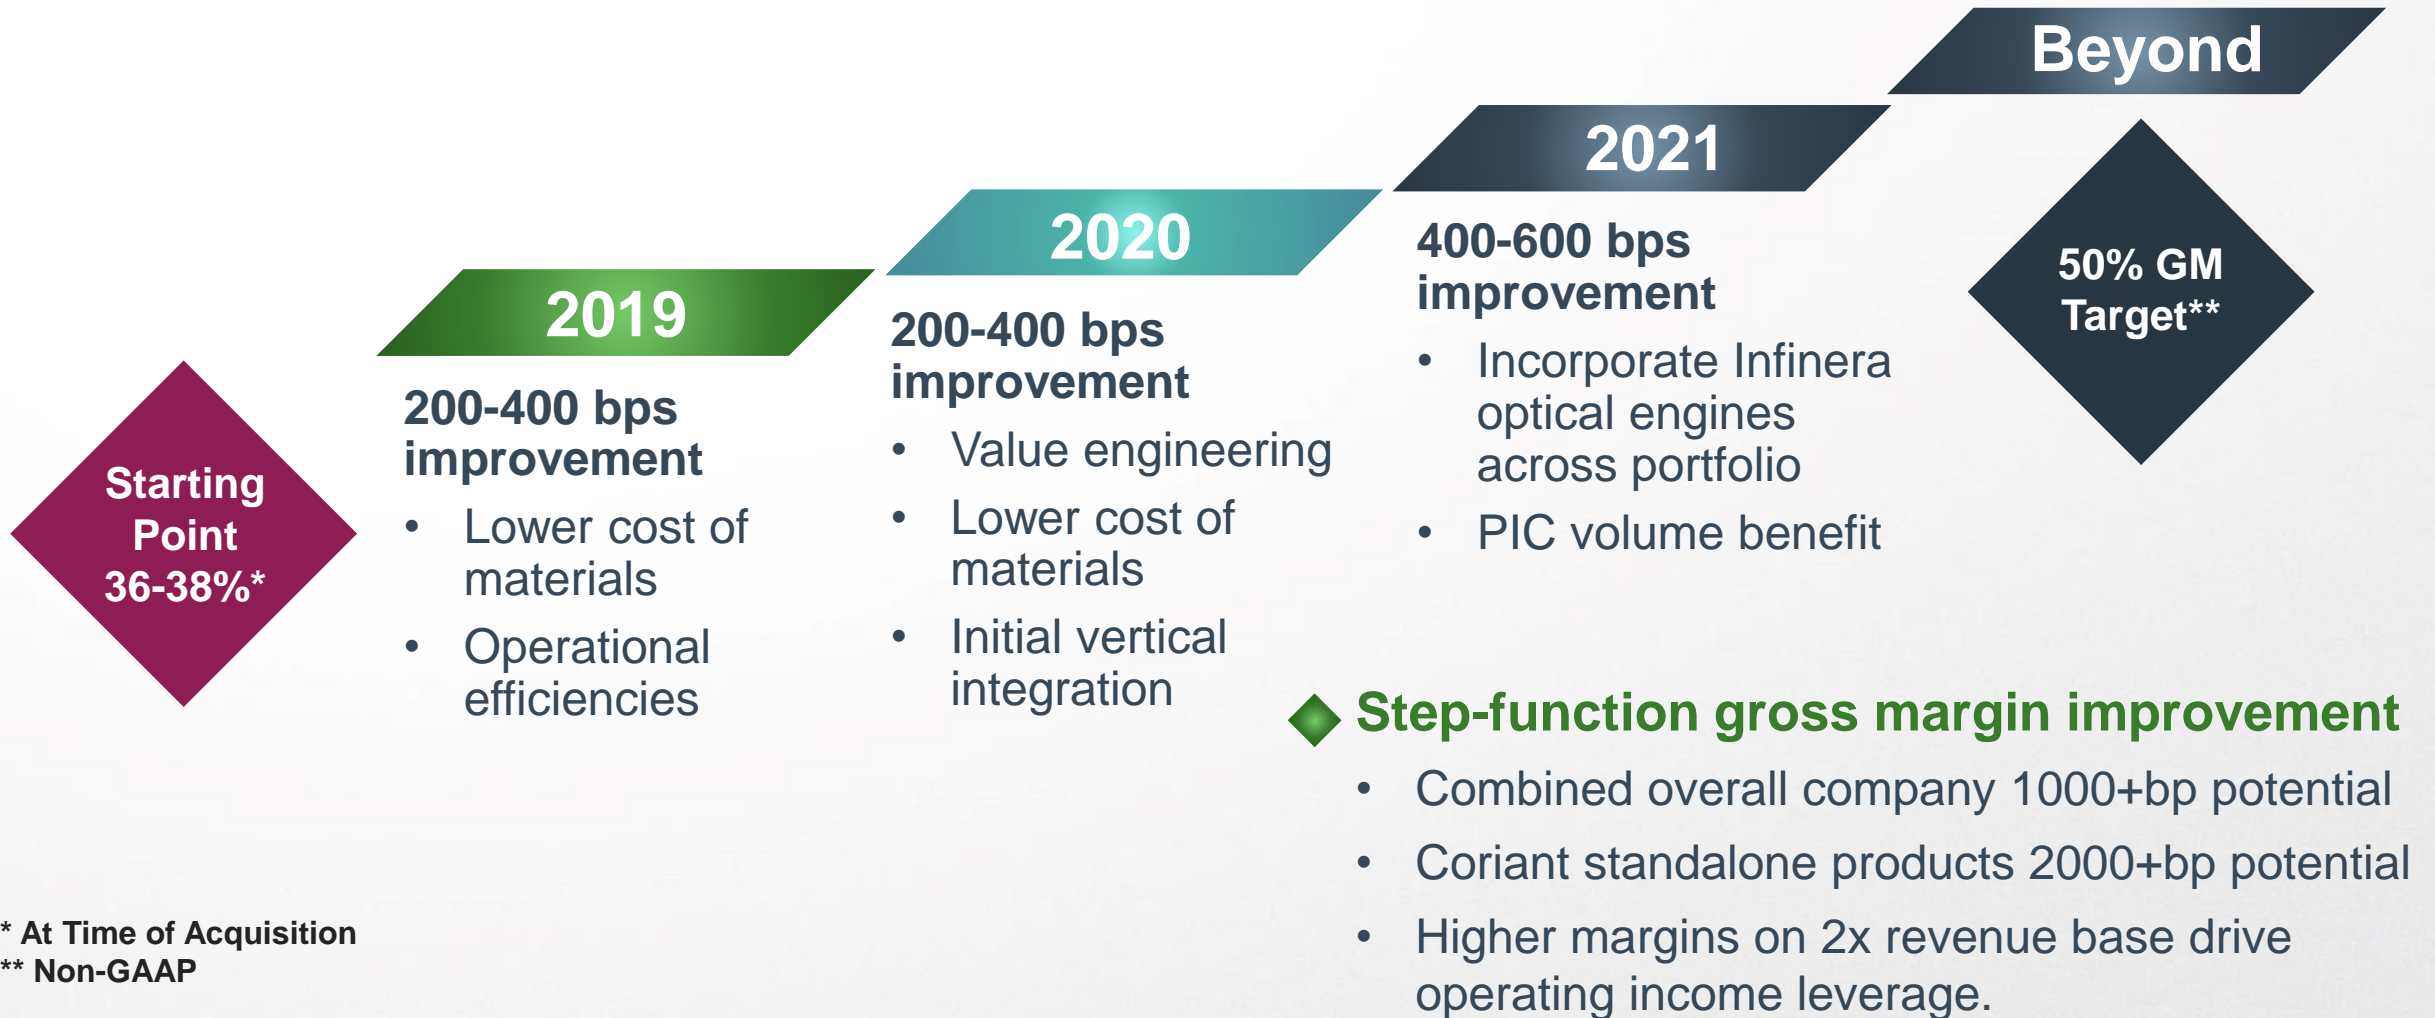 Starting
Point
36-38%*
2019
200-400 bps
improvement
• Lower cost of
materials
• Operational
efficiencies
2020
200-400 bps
improvement
• Value engineering
• Lower cost of
materials
• Initial vertical
integration
2021
400-600 bps
improvement
• Incorporate Infinera
optical engines
across portfolio
• PIC volume benefit
Beyond
50% GM
Target**
Step-function gross margin improvement
• Combined overall company 1000+bp potential
• Coriant standalone products 2000+bp potential
• Higher margins on 2x revenue base drive
operating income leverage.
* At Time of Acquisition
** Non-GAAP